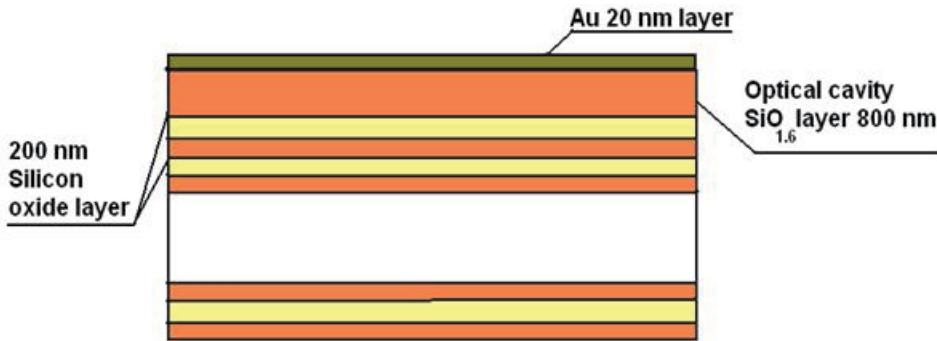 Au 20 nm layer
Optical cavity
SiO1.6 layer 800 nm
200 nm
Silicon
oxide layer